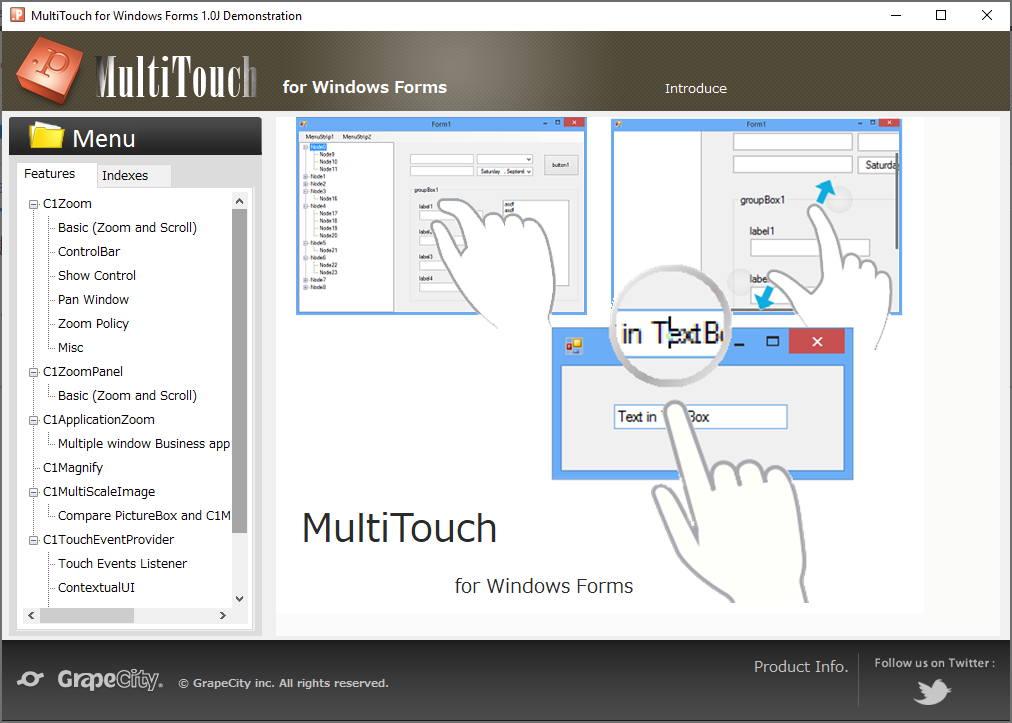 MultiTouch for Windows Forms 1.0J Demonstration
MultiTouch
for Windows Forms
Introduce
Menu
Features
Indexes
C1Zoom
Basic (Zoom and Scroll)
ControlBar
Show Control
Pan Window
Zoom Policy
Misc
C1ZoomPanel
Basic (Zoom and Scroll)
C1ApplicationZoom
Multiple window Business app
C1Magnify
C1MultiScaleImage
Compare PictureBox and C1M
C1TouchEventProvider
Touch Events Listener
ContextualUI
Form1
MenuStrip1 MenuStrip2
Node0
Node9
Node10
Node11
Node1
Node2
Node3
Node16
Node4
Node17
Node18
Node19
Node20
Node5
Node21
Node6
Node22
Node23
Node7
Node8
Saturday , Septemb
button1
groupBox1
label1
label2
label3
label4
asdf
asdf
Form1
Saturda
groupBox1
label1
labe
in TextBo
Text in T Box
MultiTouch
for Windows Forms
GrapeCity.
© GrapeCity inc. All rights reserved.
Product Info.
Follow us on Twitter :